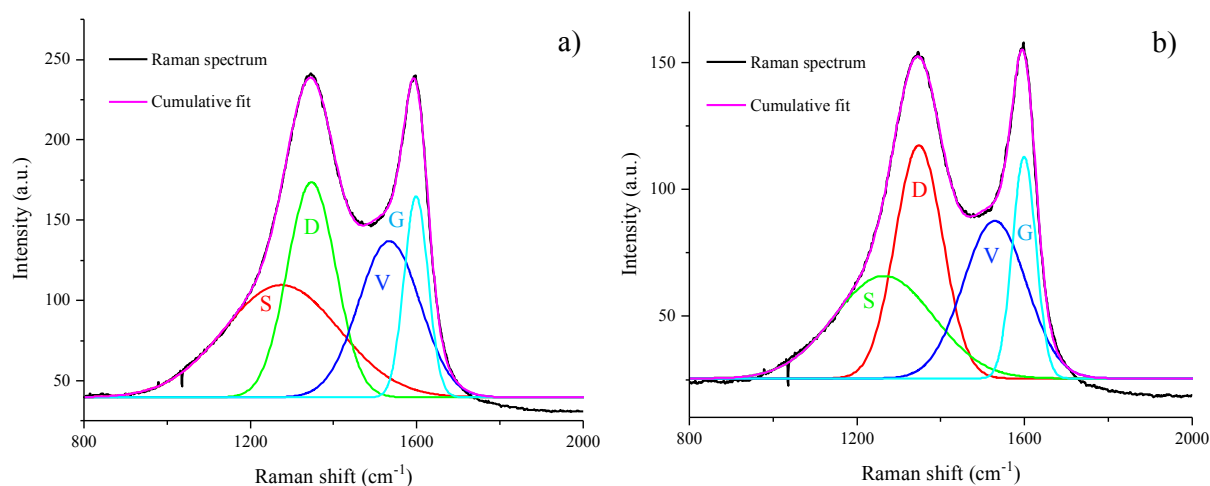 a)
Raman spectrum
Cumulative fit
250
200
150
100
50
Intensity (a.u.)
S
D
V
G
800
1200
1600
2000
Raman shift (cm⁻¹)
b)
Raman spectrum
Cumulative fit
150
100
50
Intensity (a.u.)
S
D
V
G
800
1200
1600
2000
Raman shift (cm⁻¹)